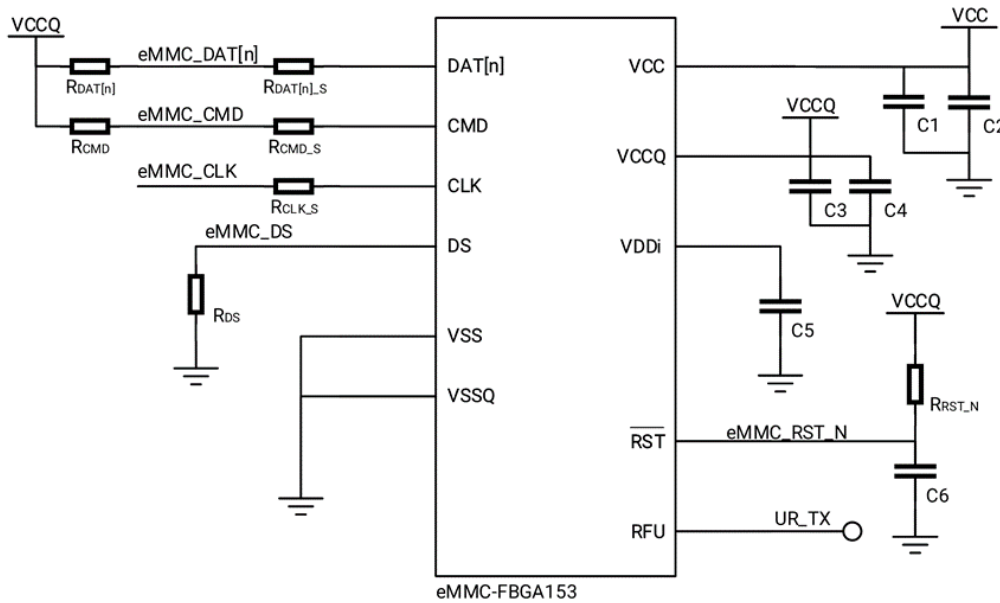 VCCQ
VCC
eMMC_DAT[n]
DAT[n]
VCC
RDAT[n]
RDAT[n]_S
VCCQ
C1
C2
eMMC_CMD
CMD
RCMD
RCMD_S
VCCQ
eMMC_CLK
CLK
C3
C4
RCLK_S
eMMC_DS
DS
VDDi
VCCQ
RDS
C5
VSS
VSSQ
RRST_N
RST
eMMC_RST_N
C6
UR_TX
RFU
eMMC-FBGA153